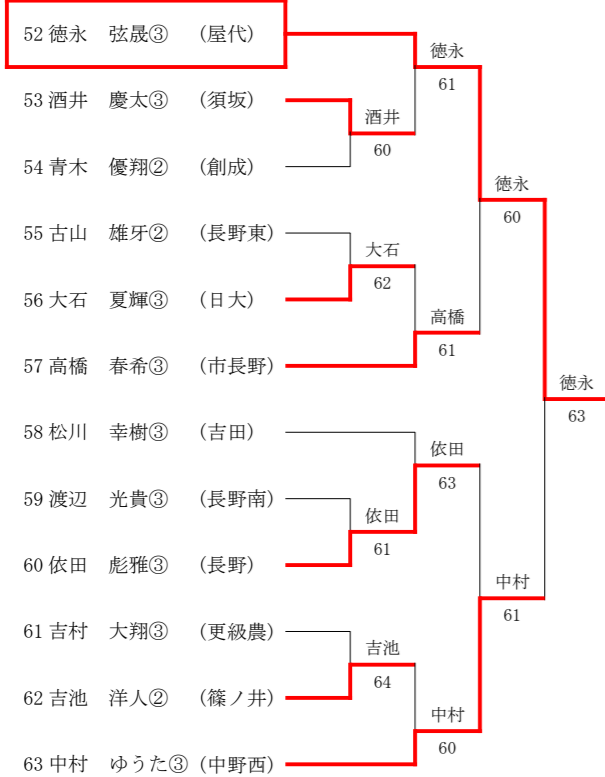 52 徳永　弦晟③　(屋代)
徳永
61
53 酒井　慶太③　(須坂)
酒井
60
54 青木　優翔②　(創成)
徳永
60
55 古山　雄牙②　(長野東)
大石
62
56 大石　夏輝③　(日大)
高橋
61
57 高橋　春希③　(市長野)
徳永
63
58 松川　幸樹③　(吉田)
依田
63
59 渡辺　光貴③　(長野南)
依田
61
60 依田　彪雅③　(長野)
中村
61
61 吉村　大翔③　(更級農)
吉池
64
62 吉池　洋人②　(篠ノ井)
中村
60
63 中村　ゆうた③ (中野西)